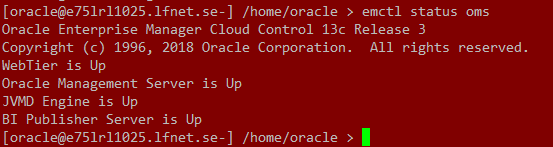 [oracle@e75lrl1025.lfnet.se-] /home/oracle > emctl status oms
Oracle Enterprise Manager Cloud Control 13c Release 3
Copyright (c) 1996, 2018 Oracle Corporation.  All rights reserved.
WebTier is Up
Oracle Management Server is Up
JVMD Engine is Up
BI Publisher Server is Up
[oracle@e75lrl1025.lfnet.se-] /home/oracle >